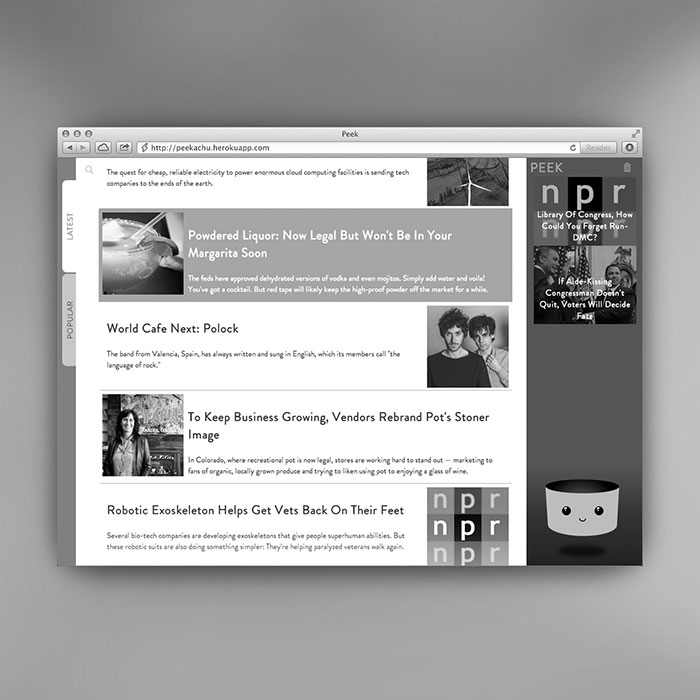 Peek
http://peekachu.herokuapp.com
Reader
LATEST
POPULAR
The quest for cheap, reliable electricity to power enormous cloud computing facilities is sending tech
companies to the ends of the earth.
Powdered Liquor: Now Legal But Won't Be In Your
Margarita Soon
The feds have approved dehydrated versions of vodka and even mojitos. Simply add water and voila!
You've got a cocktail. But red tape will likely keep the high-proof powder off the market for a while.
World Cafe Next: Polock
The band from Valencia, Spain, has always written and sung in English, which its members call "the
language of rock."
To Keep Business Growing, Vendors Rebrand Pot's Stoner
Image
In Colorado, where recreational pot is now legal, stores are working hard to stand out — marketing to
fans of organic, locally grown produce and trying to liken using pot to enjoying a glass of wine.
Robotic Exoskeleton Helps Get Vets Back On Their Feet
Several bio-tech companies are developing exoskeletons that give people superhuman abilities. But
these robotic suits are also doing something simpler: They're helping paralyzed veterans walk again.
npr
npr
npr
PEEK
npr
Library Of Congress, How
Could You Forget Run-
DMC?
If Aide-Kissing
Congressman Doesn't
Quit, Voters Will Decide
Fate